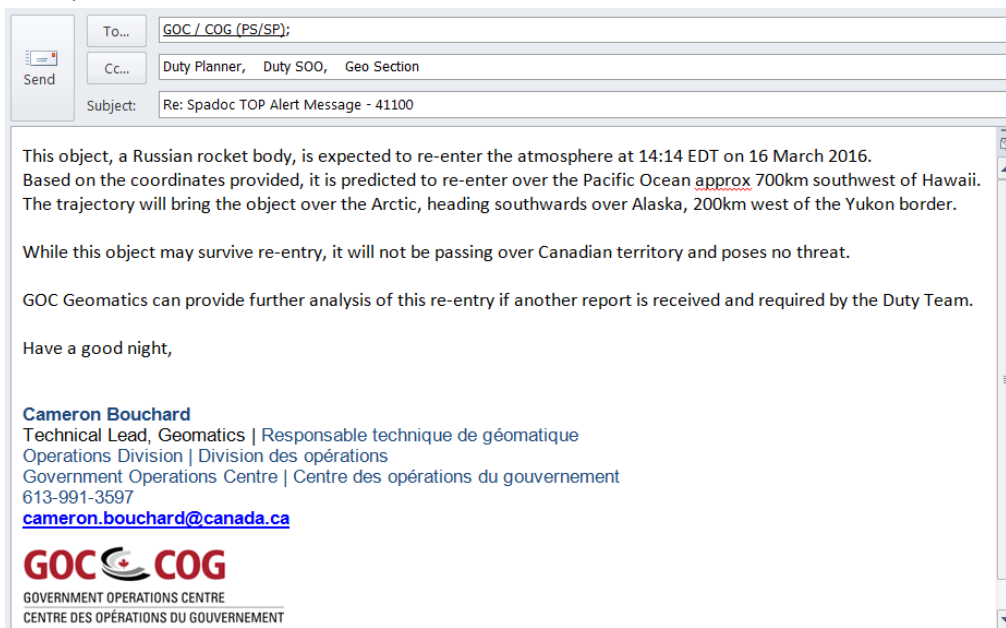 To...
GOC / COG (PS/SP);
Send
Cc...
Duty Planner, Duty SOO, Geo Section
Subject:
Re: Spadoc TOP Alert Message - 41100
This object, a Russian rocket body, is expected to re-enter the atmosphere at 14:14 EDT on 16 March 2016.
Based on the coordinates provided, it is predicted to re-enter over the Pacific Ocean approx 700km southwest of Hawaii.
The trajectory will bring the object over the Arctic, heading southwards over Alaska, 200km west of the Yukon border.
While this object may survive re-entry, it will not be passing over Canadian territory and poses no threat.
GOC Geomatics can provide further analysis of this re-entry if another report is received and required by the Duty Team.
Have a good night,
Cameron Bouchard
Technical Lead, Geomatics | Responsable technique de géomatique
Operations Division | Division des opérations
Government Operations Centre | Centre des opérations du gouvernement
613-991-3597
cameron.bouchard@canada.ca
GOC COG
GOVERNMENT OPERATIONS CENTRE
CENTRE DES OPÉRATIONS DU GOUVERNEMENT